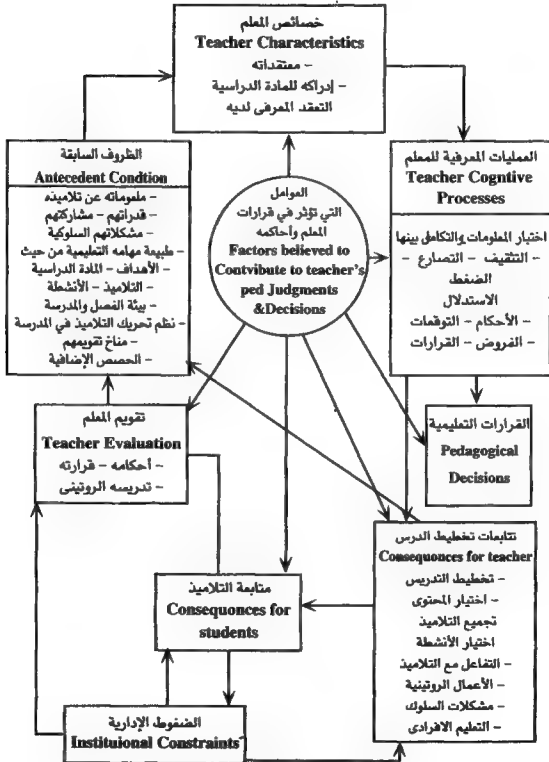 خصائص المعلم
Teacher Characteristics
– معتقداته
– إدراكه للمادة الدراسية
التعقد المعرفى لديه
الظروف السابقة
Antecedent Condtion
– ملعوماته عن تلاميذه
قدراتهم – مشاركتهم
– مشكلاتهم السلوكية
– طبيعة مهامه التعليمية من حيث
– الأهداف – المادة الدراسية
– التلاميذ – الأنشطة
– بيئة الفصل والمدرسة
– نظم تحريك التلاميذ في المدرسة
– مناخ تقويمهم
– الحصص الإضافية
العوامل
التي تؤثر في قرارات
المعلم وأحكامه
Factors believed to
Contvibute to teacher's
ped Judgments
&Decisions
العمليات المعرفية للمعلم
Teacher Cogntive
Processes
اختبار المعلومات والتكامل بينها
– التثقيف – التصارع –
الضغط
الاستدلال
– الأحكام – التوقعات
– الفروض – القرارات
تقويم المعلم
Teacher Evaluation
– أحكامه – قرارته
– تدريسه الروتينى
القرارات التعليمية
Pedagogical
Decisions
متابعة التلاميذ
Consequonces for
students
نتابعات تخطيط الدرس
Consequonces for teacher
– تخطيط التدريس
– اختيار المحتوى
تجميع التلاميذ
اختيار الأنشطة
– التفاعل مع التلاميذ
– الأعمال الروتينية
– مشكلات السلوك
– التعليم الافرادى
الضغوط الإدارية
Instituional Constraints